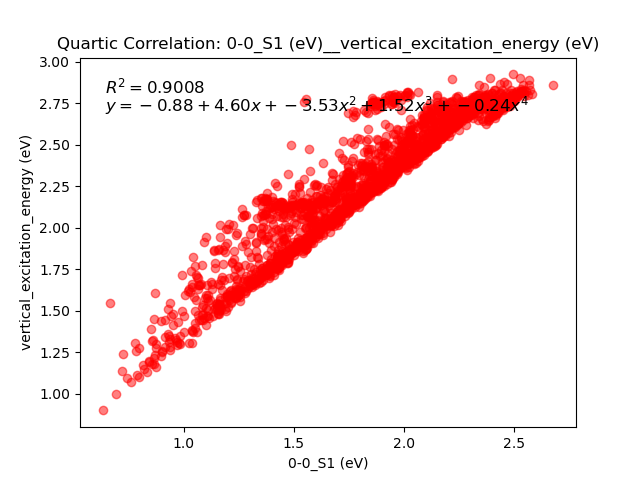 Quartic Correlation: 0-0_S1 (eV)__vertical_excitation_energy (eV)
R² = 0.9008
y = − 0.88 + 4.60x + − 3.53x² + 1.52x³ + − 0.24x⁴
3.00
2.75
2.50
2.25
2.00
1.75
1.50
1.25
1.00
vertical_excitation_energy (eV)
1.0 1.5 2.0 2.5
0-0_S1 (eV)